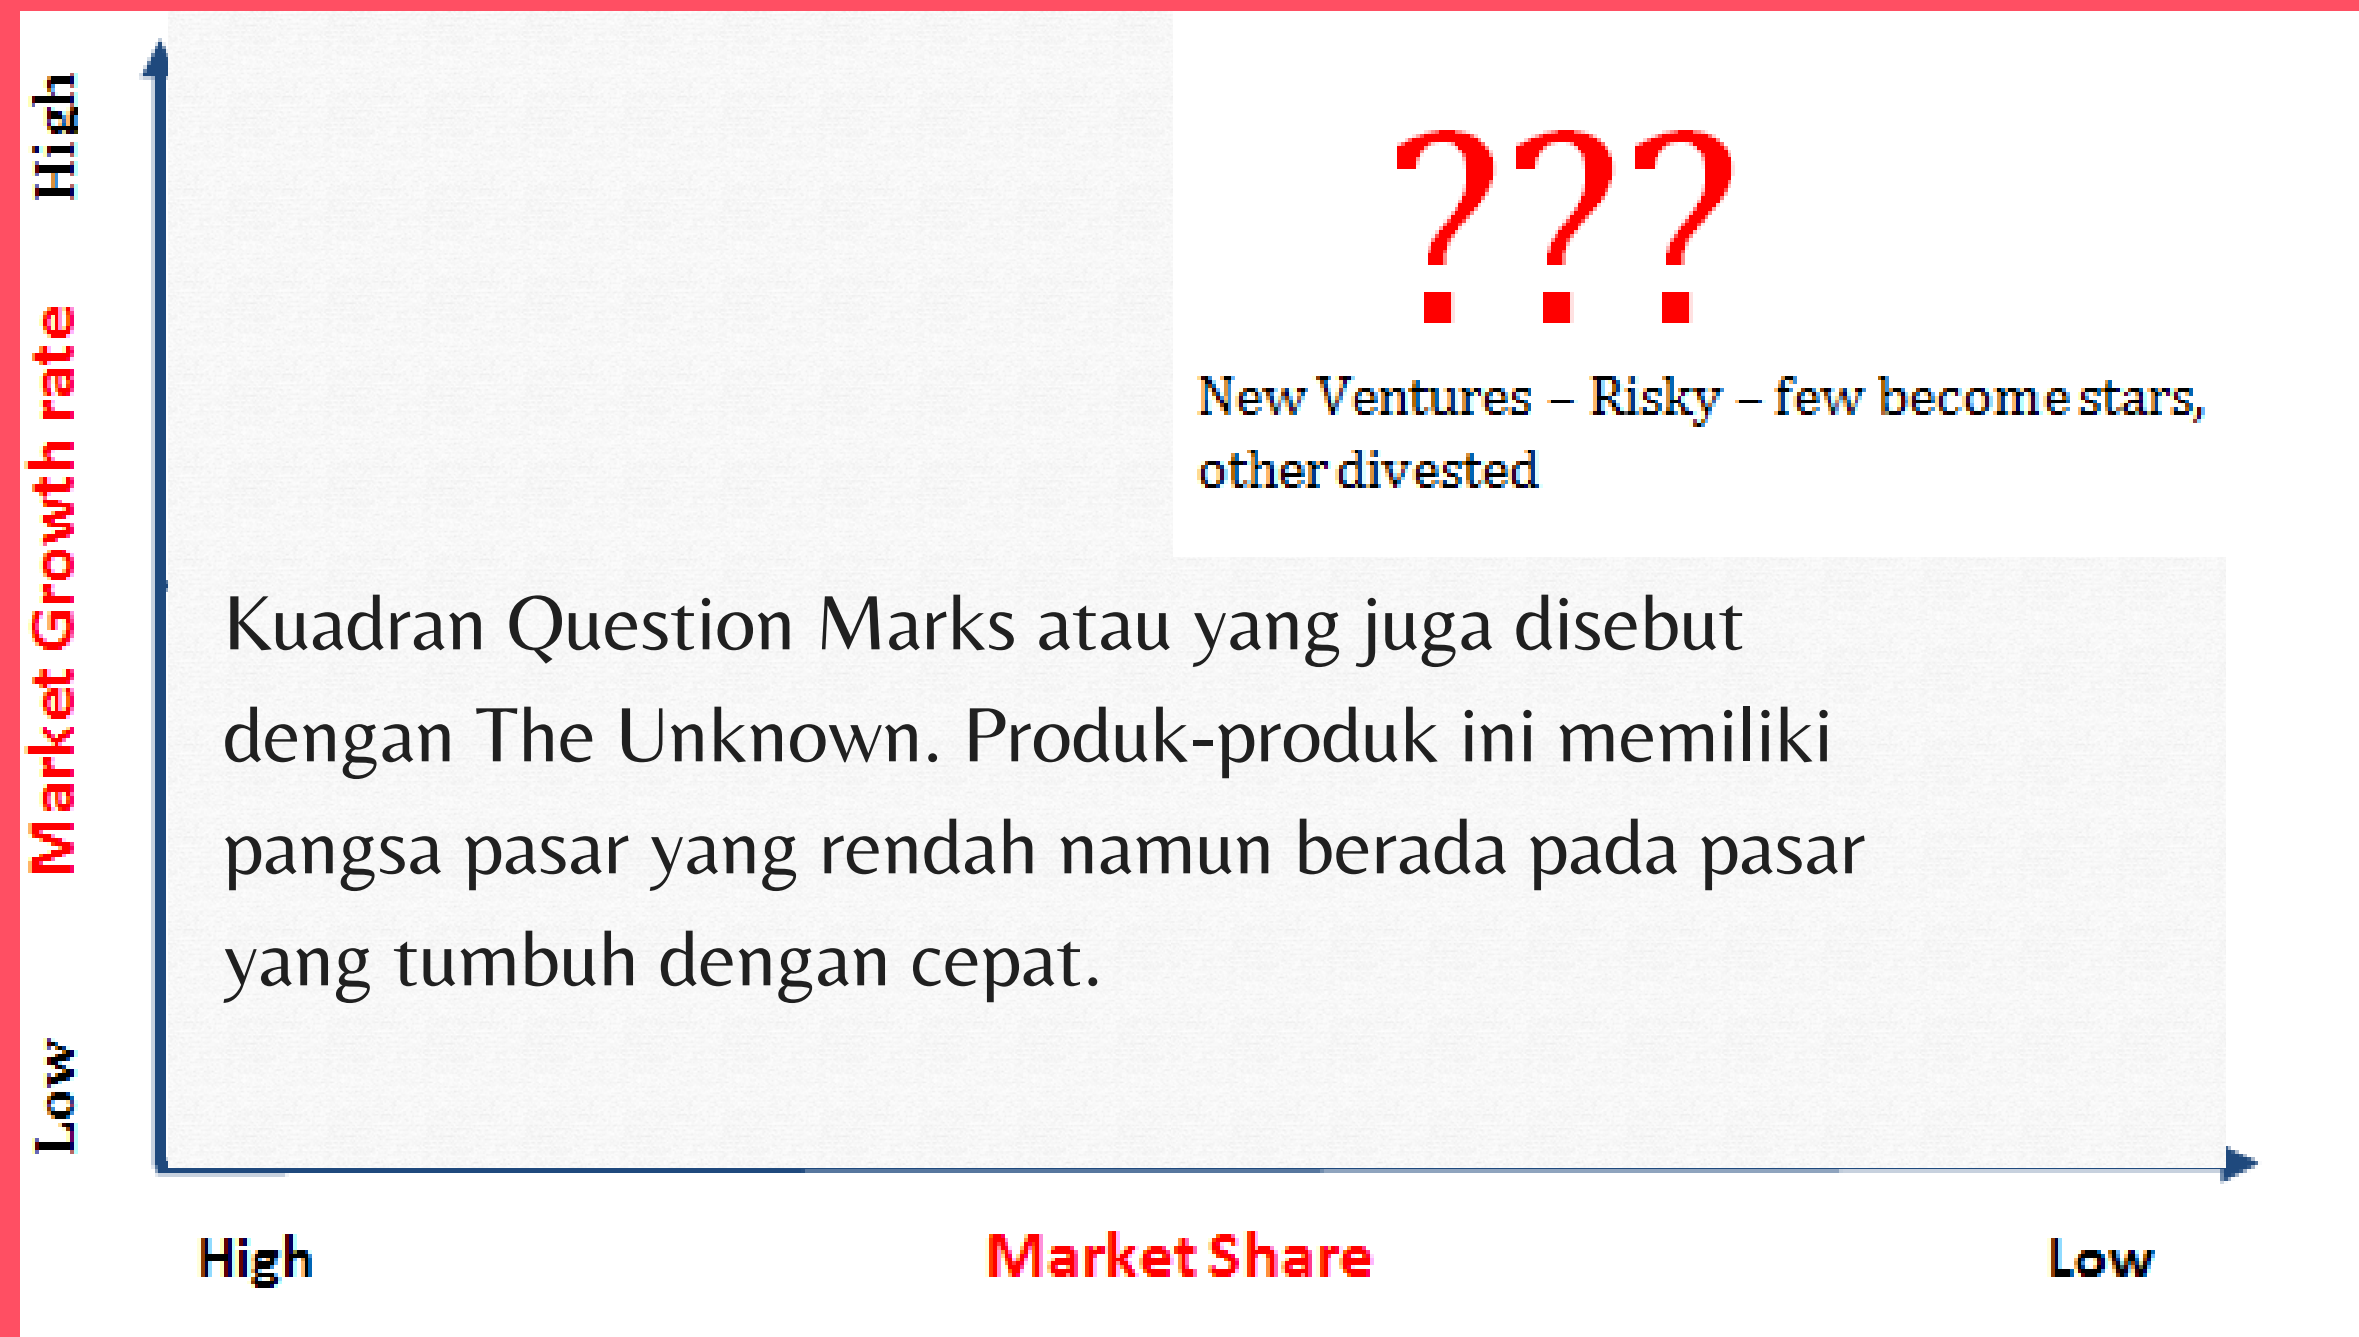 High
Market Growth rate
Low
???
New Ventures – Risky – few become stars,
other divested
Kuadran Question Marks atau yang juga disebut
dengan The Unknown. Produk-produk ini memiliki
pangsa pasar yang rendah namun berada pada pasar
yang tumbuh dengan cepat.
High
Market Share
Low